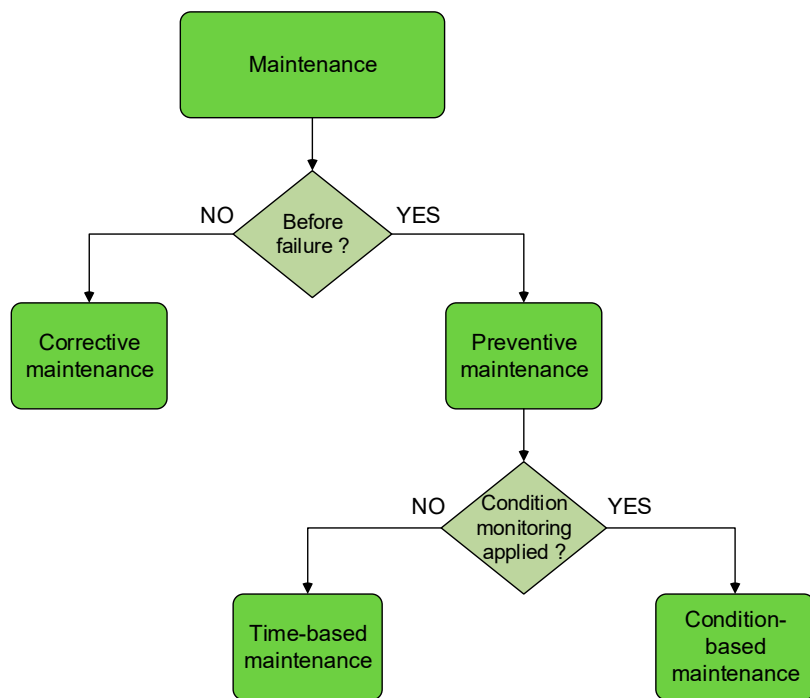 Maintenance
NO
YES
Before
failure ?
Corrective
maintenance
Preventive
maintenance
NO
YES
Condition
monitoring
applied ?
Time-based
maintenance
Condition-
based
maintenance